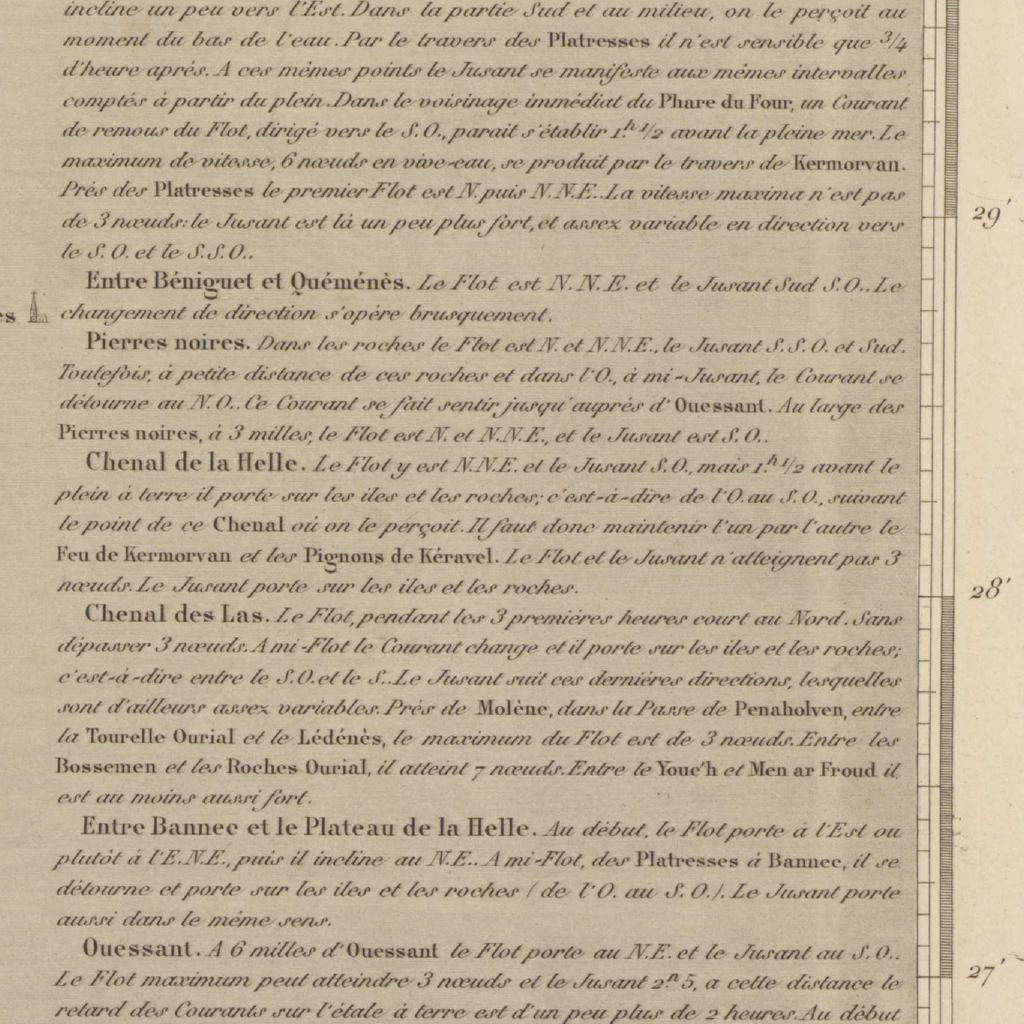 incline un peu vers l'Est. Dans la partie Sud et au milieu, on le perçoit au
moment du bas de l'eau. Par le travers des Platresses il n'est sensible que 3/4
d'heure après. A ces mêmes points le Jusant se manifeste aux mêmes intervalles
comptés à partir du plein. Dans le voisinage immédiat du Phare du Four, un Courant
de remous du Flot, dirigé vers le S.O., parait s'établir 1.h 1/2 avant la pleine mer. Le
maximum de vitesse, 6 nœuds en vive-eau, se produit par le travers de Kermorvan.
Près des Platresses le premier Flot est N. puis N.N.E.. La vitesse maxima n'est pas
de 3 nœuds: le Jusant est là un peu plus fort, et assez variable en direction vers
29'
le S.O. et le S.S.O..
Entre Béniguet et Quéménès. Le Flot est N.N.E. et le Jusant Sud S.O.. Le
es
changement de direction s'opère brusquement.
Pierres noires. Dans les roches le Flot est N. et N.N.E., le Jusant S.S.O. et Sud.
Toutefois, à petite distance de ces roches et dans l'O., à mi-Jusant, le Courant se
détourne au N.O.. Ce Courant se fait sentir jusqu'auprès d'Ouessant. Au large des
Pierres noires, à 3 milles, le Flot est N. et N.N.E., et le Jusant est S.O..
Chenal de la Helle. Le Flot y est N.N.E. et le Jusant S.O., mais 1.h 1/2 avant le
plein à terre il porte sur les iles et les roches; c'est-à-dire de l'O. au S.O., suivant
le point de ce Chenal où on le perçoit. Il faut donc maintenir l'un par l'autre le
Feu de Kermorvan et les Pignons de Kéravel. Le Flot et le Jusant n'atteignent pas 3
nœuds. Le Jusant porte sur les iles et les roches.
28'
Chenal des Las. Le Flot, pendant les 3 premières heures court au Nord. Sans
dépasser 3 nœuds. A mi-Flot le Courant change et il porte sur les iles et les roches;
c'est-à-dire entre le S.O. et le S.. Le Jusant suit ces dernières directions, lesquelles
sont d'ailleurs assez variables. Près de Molène, dans la Passe de Penaholven, entre
la Tourelle Ourial et le Lédénès, le maximum du Flot est de 3 nœuds. Entre les
Bossemen et les Roches Ourial, il atteint 7 nœuds. Entre le Youc'h et Men ar Froud il
est au moins aussi fort.
Entre Bannec et le Plateau de la Helle. Au début, le Flot porte à l'Est ou
plutôt à l'E.N.E., puis il incline au N.E.. A mi-Flot, des Platresses à Bannec, il se
détourne et porte sur les iles et les roches (de l'O. au S.O.). Le Jusant porte
aussi dans le même sens.
Ouessant. A 6 milles d'Ouessant le Flot porte au N.E. et le Jusant au S.O..
27'
Le Flot maximum peut atteindre 3 nœuds et le Jusant 2.n 5, a cette distance le
retard des Courants sur l'étale à terre est d'un peu plus de 2 heures. Au début